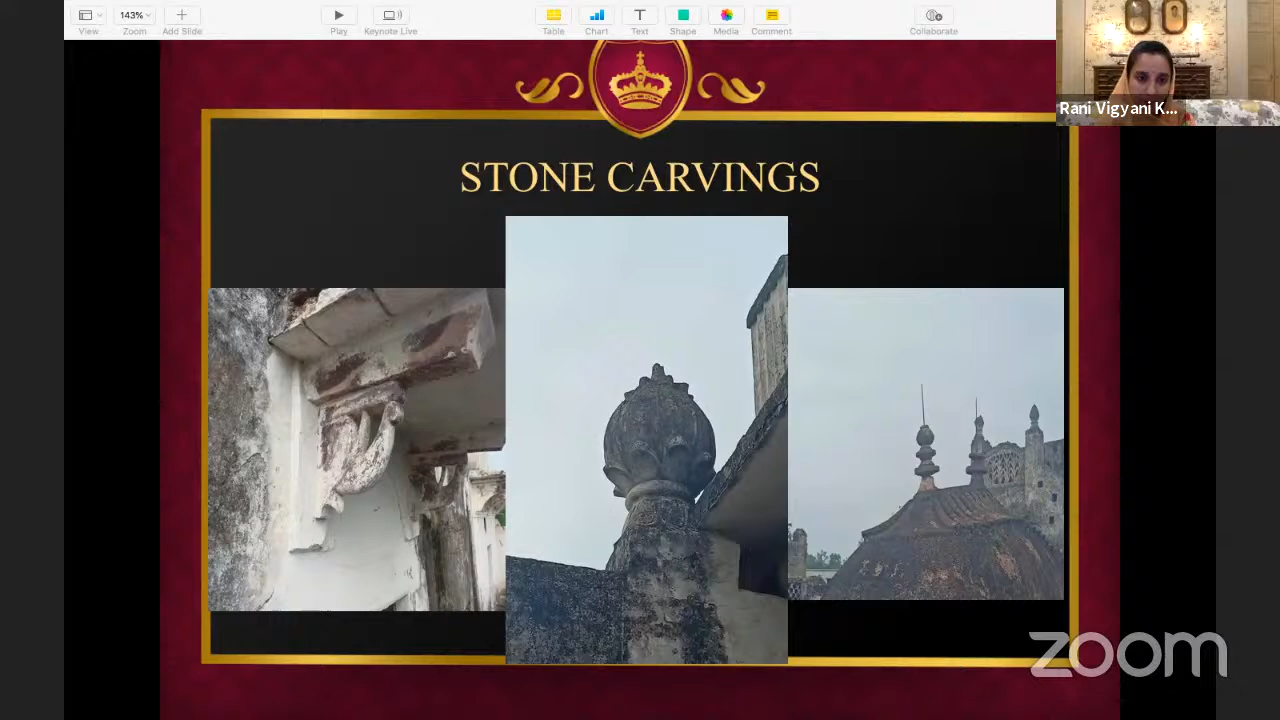 View
143%
Zoom
Add Slide
Play
Keynote Live
Table
Chart
Text
Shape
Media
Comment
Collaborate
Rani Vigyani K...
STONE CARVINGS
zoom